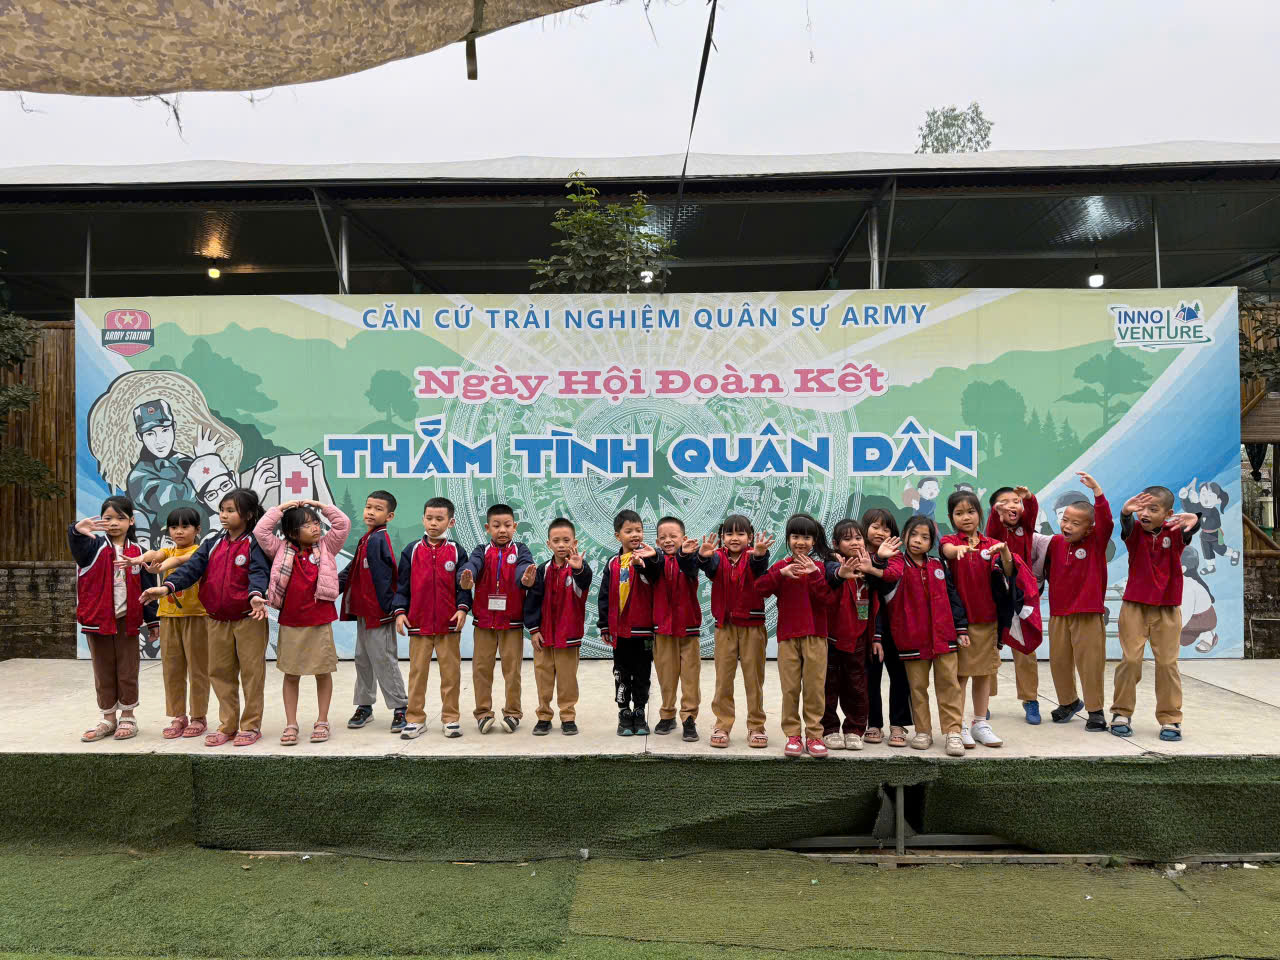 CĂN CỨ TRẢI NGHIỆM QUÂN SỰ ARMY
ARMY STATION
INNO
VENTURE
Ngày Hội Đoàn Kết
THẮM TÌNH QUÂN DÂN